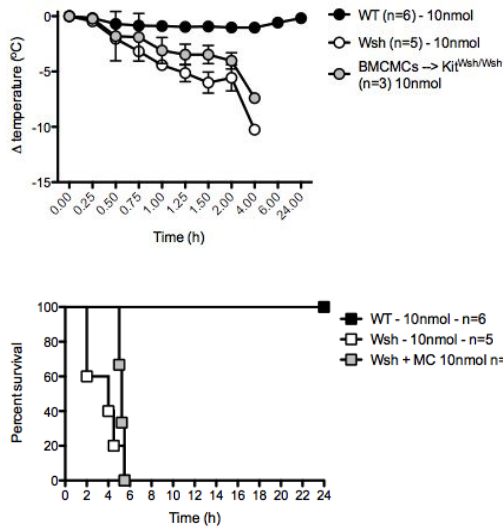 0
-5
-10
-15
Δ temperature (ºC)
0.00 0.25 0.50 0.75 1.00 1.25 1.50 2.00 4.00 6.00 24.00
Time (h)
WT (n=6) - 10nmol
Wsh (n=5) - 10nmol
BMCMCs --> Kit^Wsh/Wsh
(n=3) 10nmol
100
80
60
40
20
0
Percent survival
0 2 4 6 8 10 12 14 16 18 20 22 24
Time (h)
WT - 10nmol - n=6
Wsh - 10nmol - n=5
Wsh + MC 10nmol n=